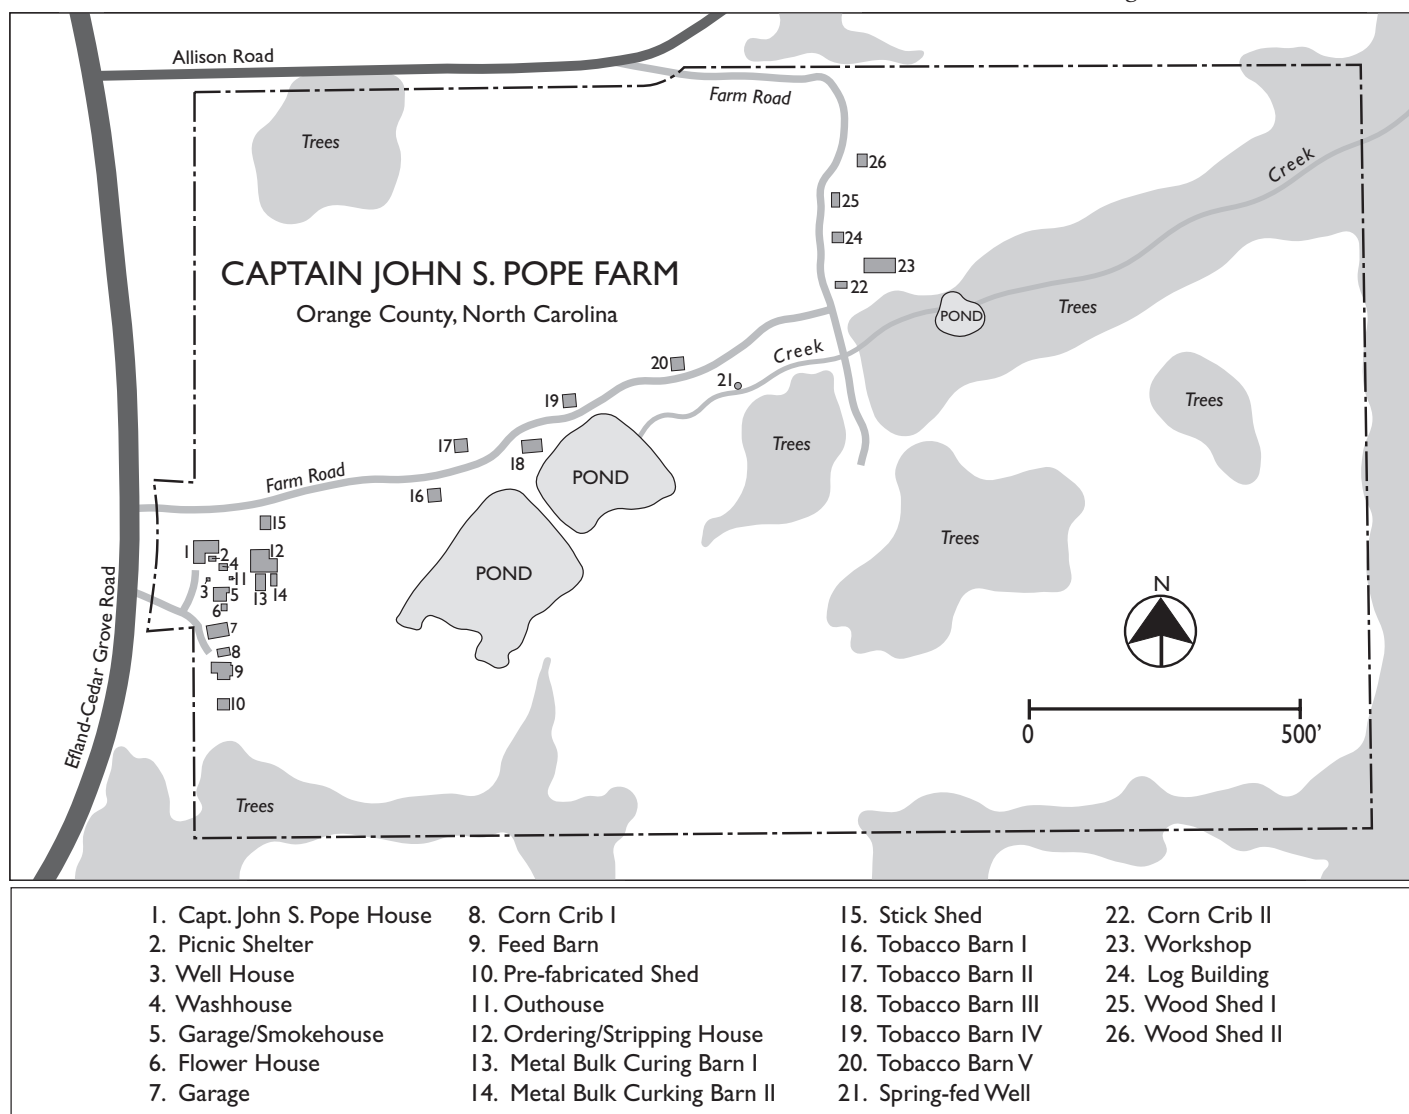 Allison Road
Farm Road
Trees
26
Creek
25
24
23
22
CAPTAIN JOHN S. POPE FARM
Orange County, North Carolina
POND
Trees
Creek
20
21
19
Trees
Trees
17
18
POND
Farm Road
16
15
Trees
1
2
12
4
POND
11
3
5
13
14
6
N
7
8
9
10
Efland-Cedar Grove Road
0
500'
Trees
1. Capt. John S. Pope House
2. Picnic Shelter
3. Well House
4. Washhouse
5. Garage/Smokehouse
6. Flower House
7. Garage
8. Corn Crib I
9. Feed Barn
10. Pre-fabricated Shed
11. Outhouse
12. Ordering/Stripping House
13. Metal Bulk Curing Barn I
14. Metal Bulk Curking Barn II
15. Stick Shed
16. Tobacco Barn I
17. Tobacco Barn II
18. Tobacco Barn III
19. Tobacco Barn IV
20. Tobacco Barn V
21. Spring-fed Well
22. Corn Crib II
23. Workshop
24. Log Building
25. Wood Shed I
26. Wood Shed II